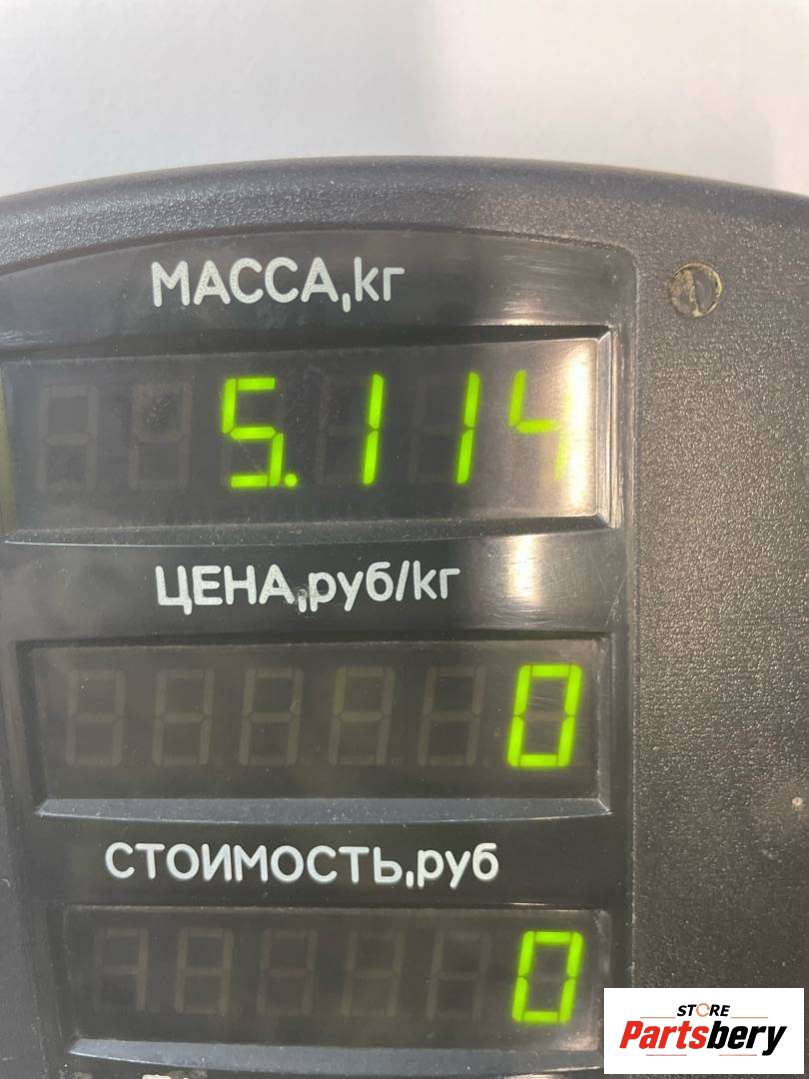 МАССА,кг
5.114
ЦЕНА,руб/кг
0
СТОИМОСТЬ,руб
0
STORE
Partsbery